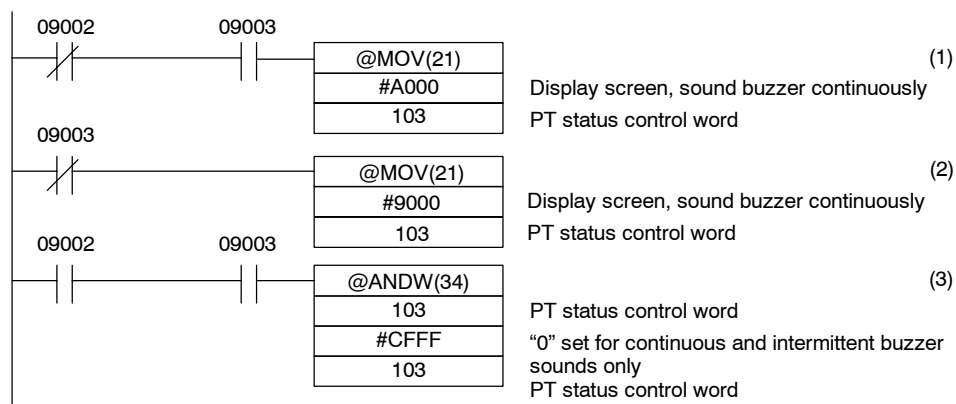 09002 09003
@MOV(21) (1)
#A000 Display screen, sound buzzer continuously
103 PT status control word
09003
@MOV(21) (2)
#9000 Display screen, sound buzzer continuously
103 PT status control word
09002 09003
@ANDW(34) (3)
103 PT status control word
#CFFF “0” set for continuous and intermittent buzzer
sounds only
103
PT status control word